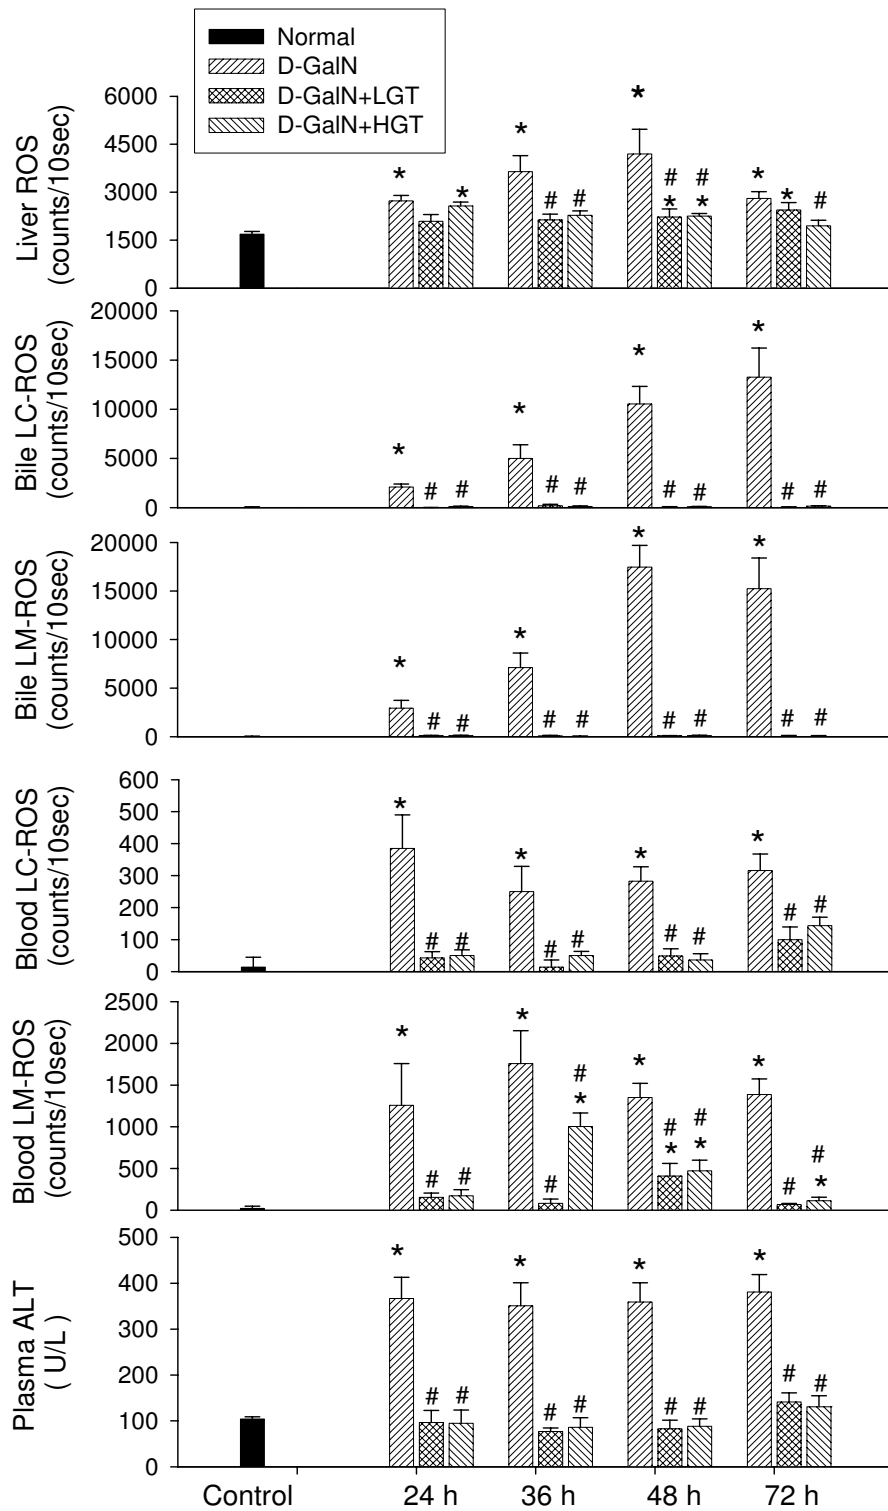 Normal
D-GalN
D-GalN+LGT
D-GalN+HGT
Liver ROS
(counts/10sec)
6000
4500
3000
1500
0
* * * # # * # * # * * * #
Bile LC-ROS
(counts/10sec)
20000
15000
10000
5000
0
* # # * # # * # # * # #
Bile LM-ROS
(counts/10sec)
20000
15000
10000
5000
0
* # # * # # * # # * # #
Blood LC-ROS
(counts/10sec)
600
500
400
300
200
100
0
* # # * # # * # # * # #
Blood LM-ROS
(counts/10sec)
2500
2000
1500
1000
500
0
* # # * # # * * # * # * * # # *
Plasma ALT
( U/L )
500
400
300
200
100
0
* # # * # # * # # * # #
Control 24 h 36 h 48 h 72 h